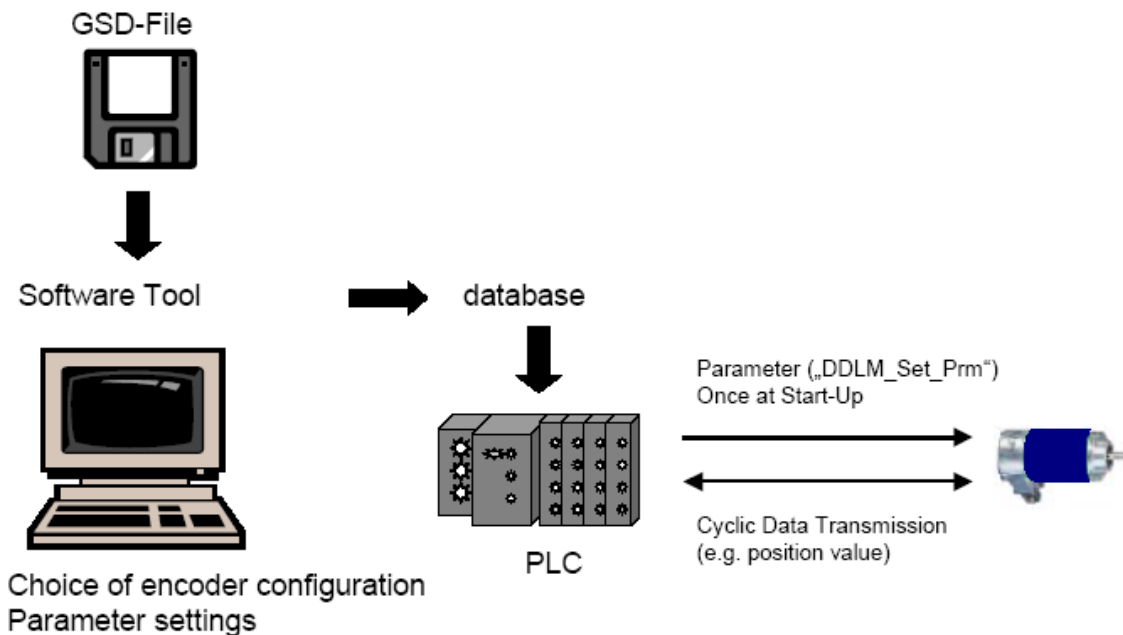 GSD-File
Software Tool
database
Parameter („DDLM_Set_Prm“)
Once at Start-Up
Cyclic Data Transmission
(e.g. position value)
PLC
Choice of encoder configuration
Parameter settings